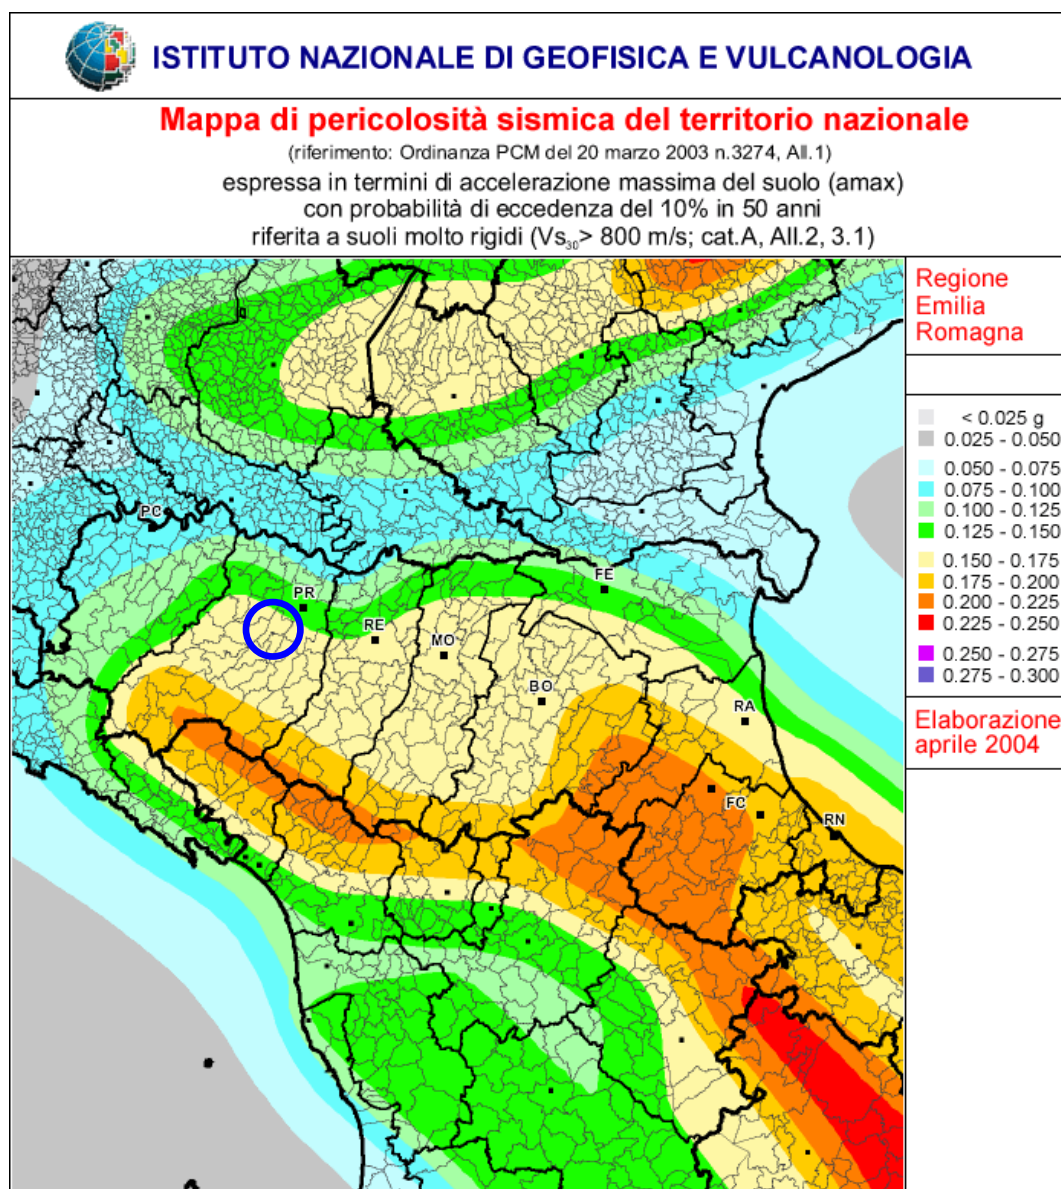 ISTITUTO NAZIONALE DI GEOFISICA E VULCANOLOGIA
Mappa di pericolosità sismica del territorio nazionale
(riferimento: Ordinanza PCM del 20 marzo 2003 n.3274, All.1)
espressa in termini di accelerazione massima del suolo (amax)
con probabilità di eccedenza del 10% in 50 anni
riferita a suoli molto rigidi (Vs₃₀> 800 m/s; cat.A, All.2, 3.1)
Regione
Emilia
Romagna
< 0.025 g
0.025 - 0.050
0.050 - 0.075
0.075 - 0.100
0.100 - 0.125
0.125 - 0.150
0.150 - 0.175
0.175 - 0.200
0.200 - 0.225
0.225 - 0.250
0.250 - 0.275
0.275 - 0.300
Elaborazione
aprile 2004
PC
PR
FE
RE
MO
BO
RA
FC
RN